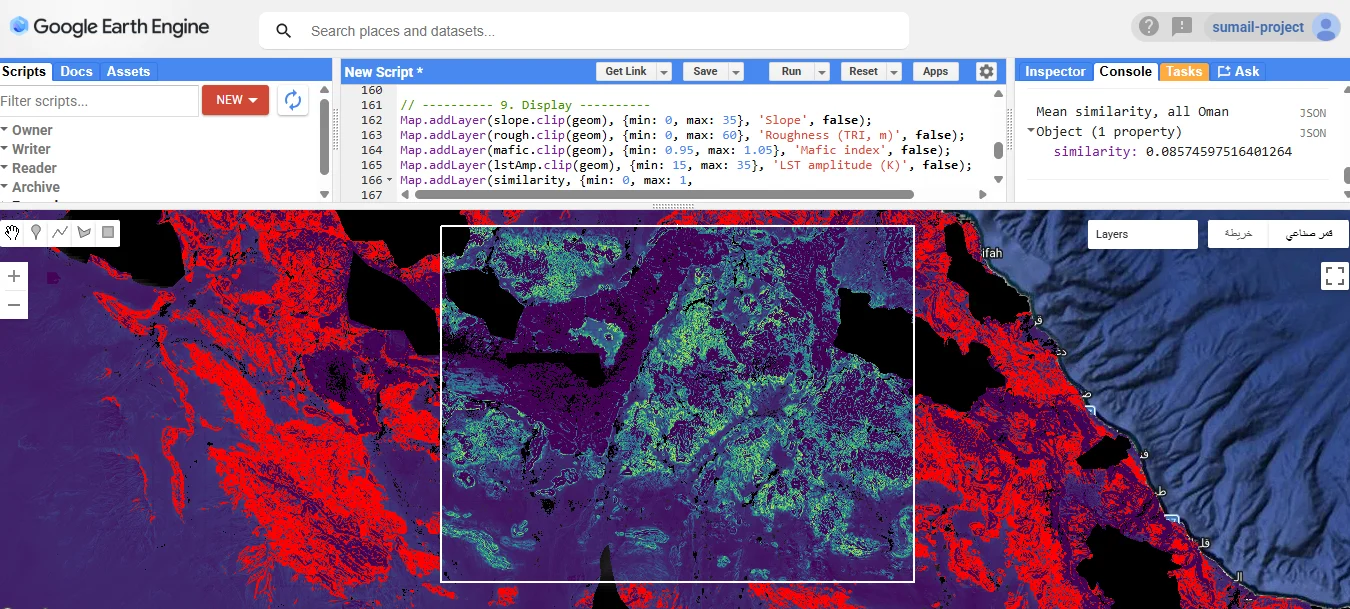 Google Earth Engine
Search places and datasets...
sumail-project
Scripts Docs Assets
Filter scripts...
NEW
Owner
Writer
Reader
Archive
New Script *
Get Link Save Run Reset Apps
160
161 // ---------- 9. Display ----------
162 Map.addLayer(slope.clip(geom), {min: 0, max: 35}, 'Slope', false);
163 Map.addLayer(rough.clip(geom), {min: 0, max: 60}, 'Roughness (TRI, m)', false);
164 Map.addLayer(mafic.clip(geom), {min: 0.95, max: 1.05}, 'Mafic index', false);
165 Map.addLayer(lstAmp.clip(geom), {min: 15, max: 35}, 'LST amplitude (K)', false);
166 Map.addLayer(similarity, {min: 0, max: 1,
167
Inspector Console Tasks Ask
Mean similarity, all Oman JSON
Object (1 property) JSON
similarity: 0.08574597516401264
Layers
خريطة
قمر صناعي
ifah